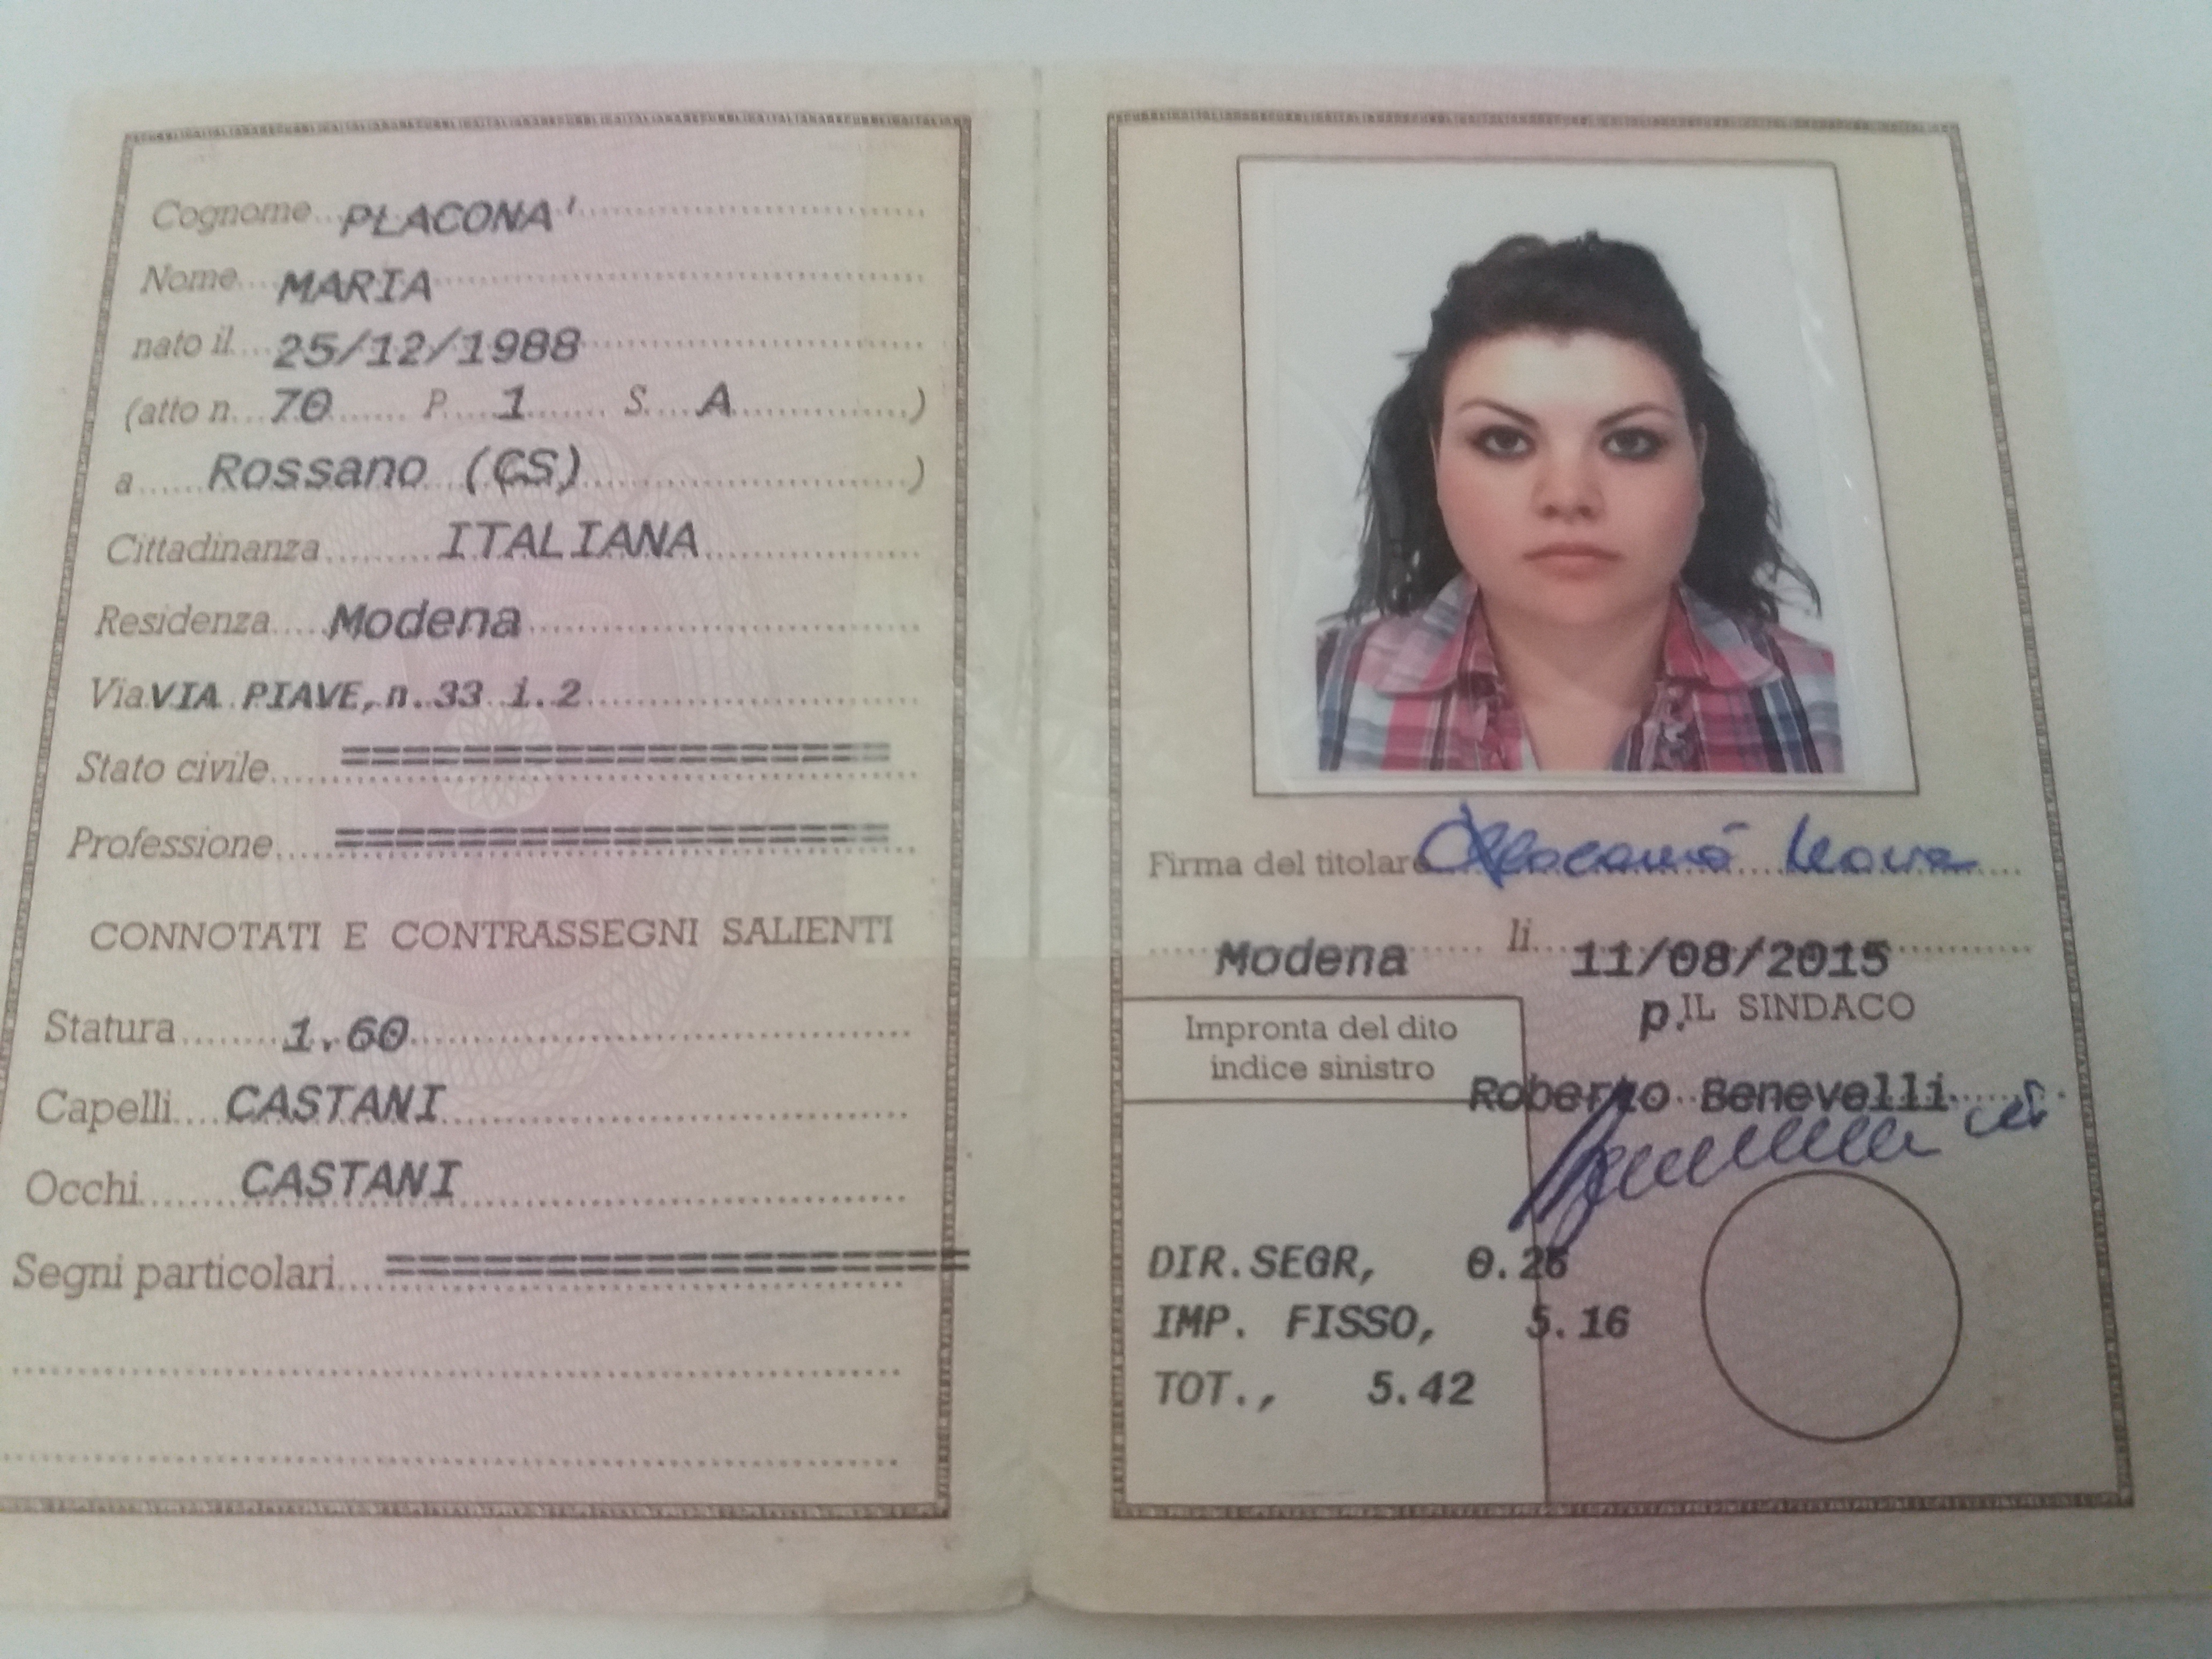 Cognome PLACONA'
Nome MARIA
nato il 25/12/1988
(atto n. 70 P. 1 S. A )
a Rossano (CS) )
Cittadinanza ITALIANA
Residenza Modena
Via VIA PIAVE, n. 33 i. 2
Stato civile ==================
Professione ==================
CONNOTATI E CONTRASSEGNI SALIENTI
Statura 1.60
Capelli CASTANI
Occhi CASTANI
Segni particolari ===================
Firma del titolare Placanà Maria
Modena li 11/08/2015
p. IL SINDACO
Impronta del dito
indice sinistro
Roberto Benevelli
DIR.SEGR, 0.26
IMP. FISSO, 5.16
TOT., 5.42